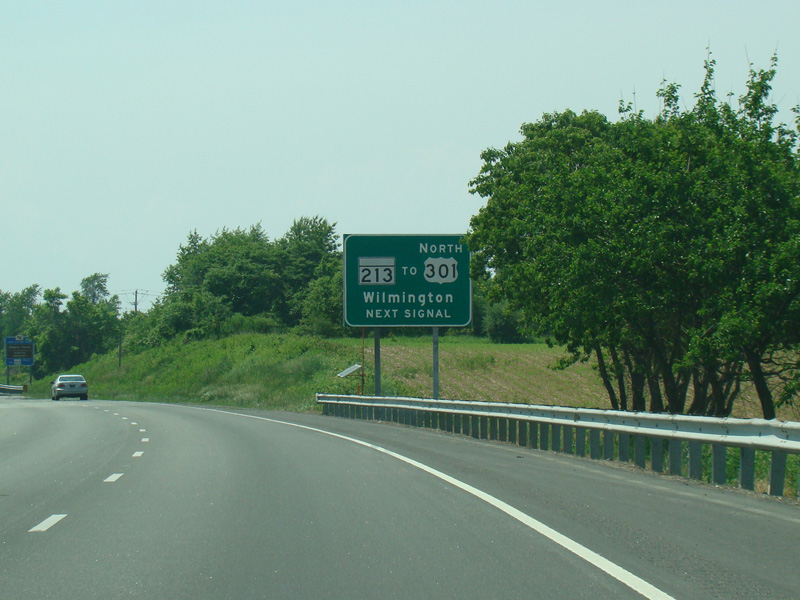 NORTH
213 TO 301
Wilmington
NEXT SIGNAL